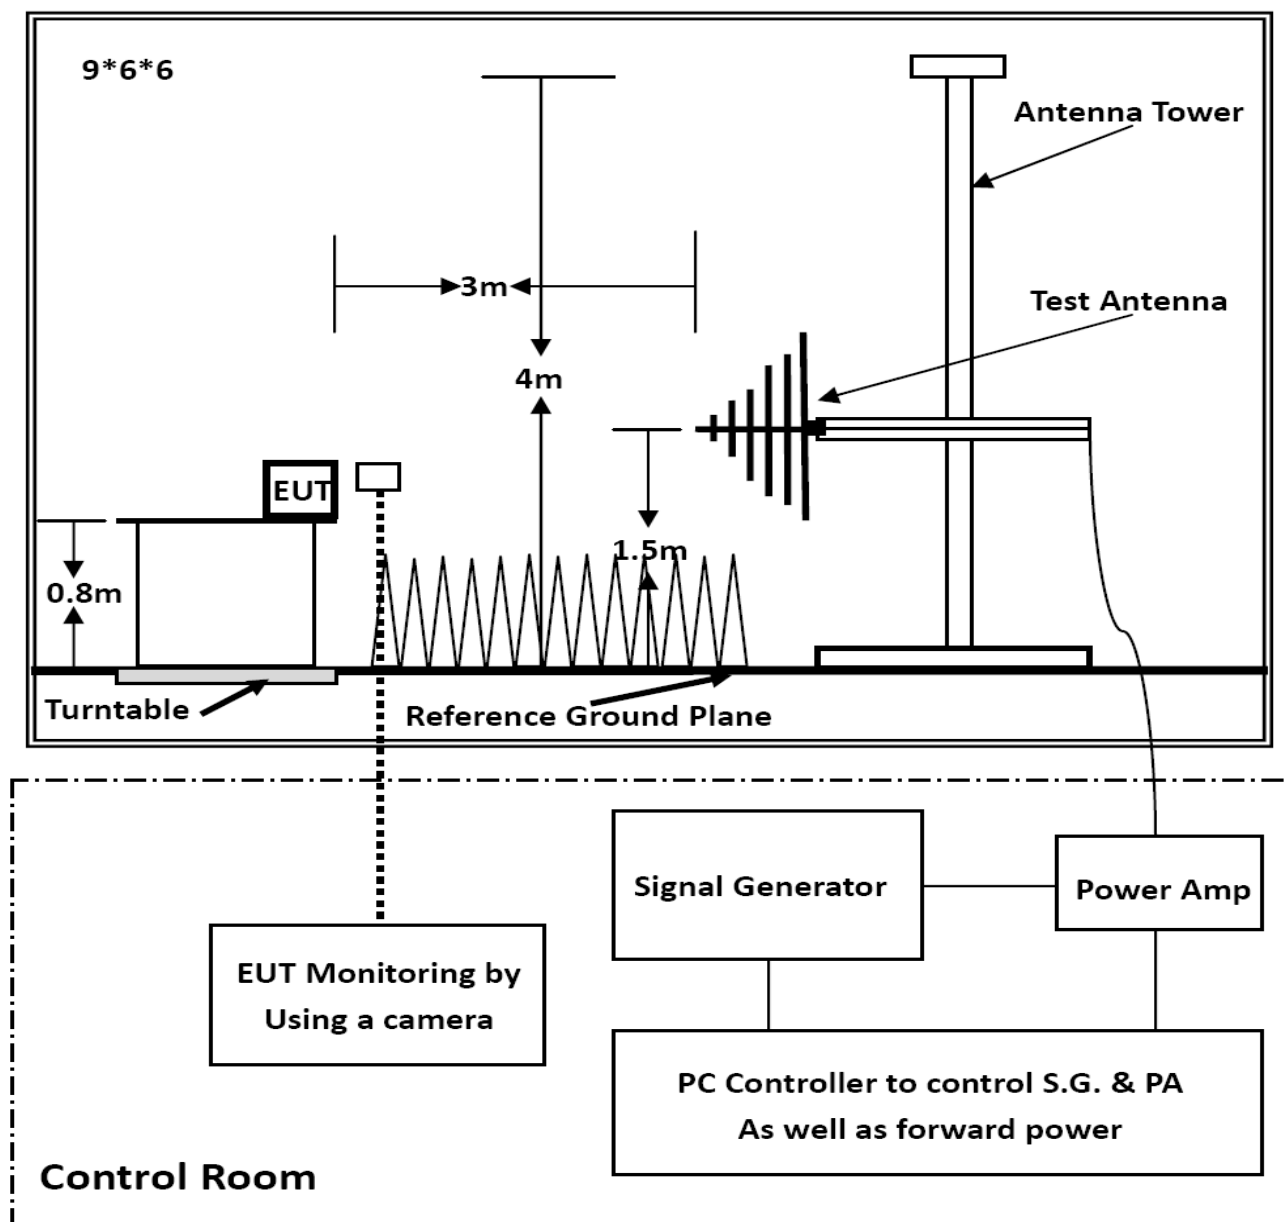 9*6*6
Antenna Tower
3m
Test Antenna
4m
EUT
1.5m
0.8m
Turntable
Reference Ground Plane
Signal Generator
Power Amp
EUT Monitoring by
Using a camera
PC Controller to control S.G. & PA
As well as forward power
Control Room